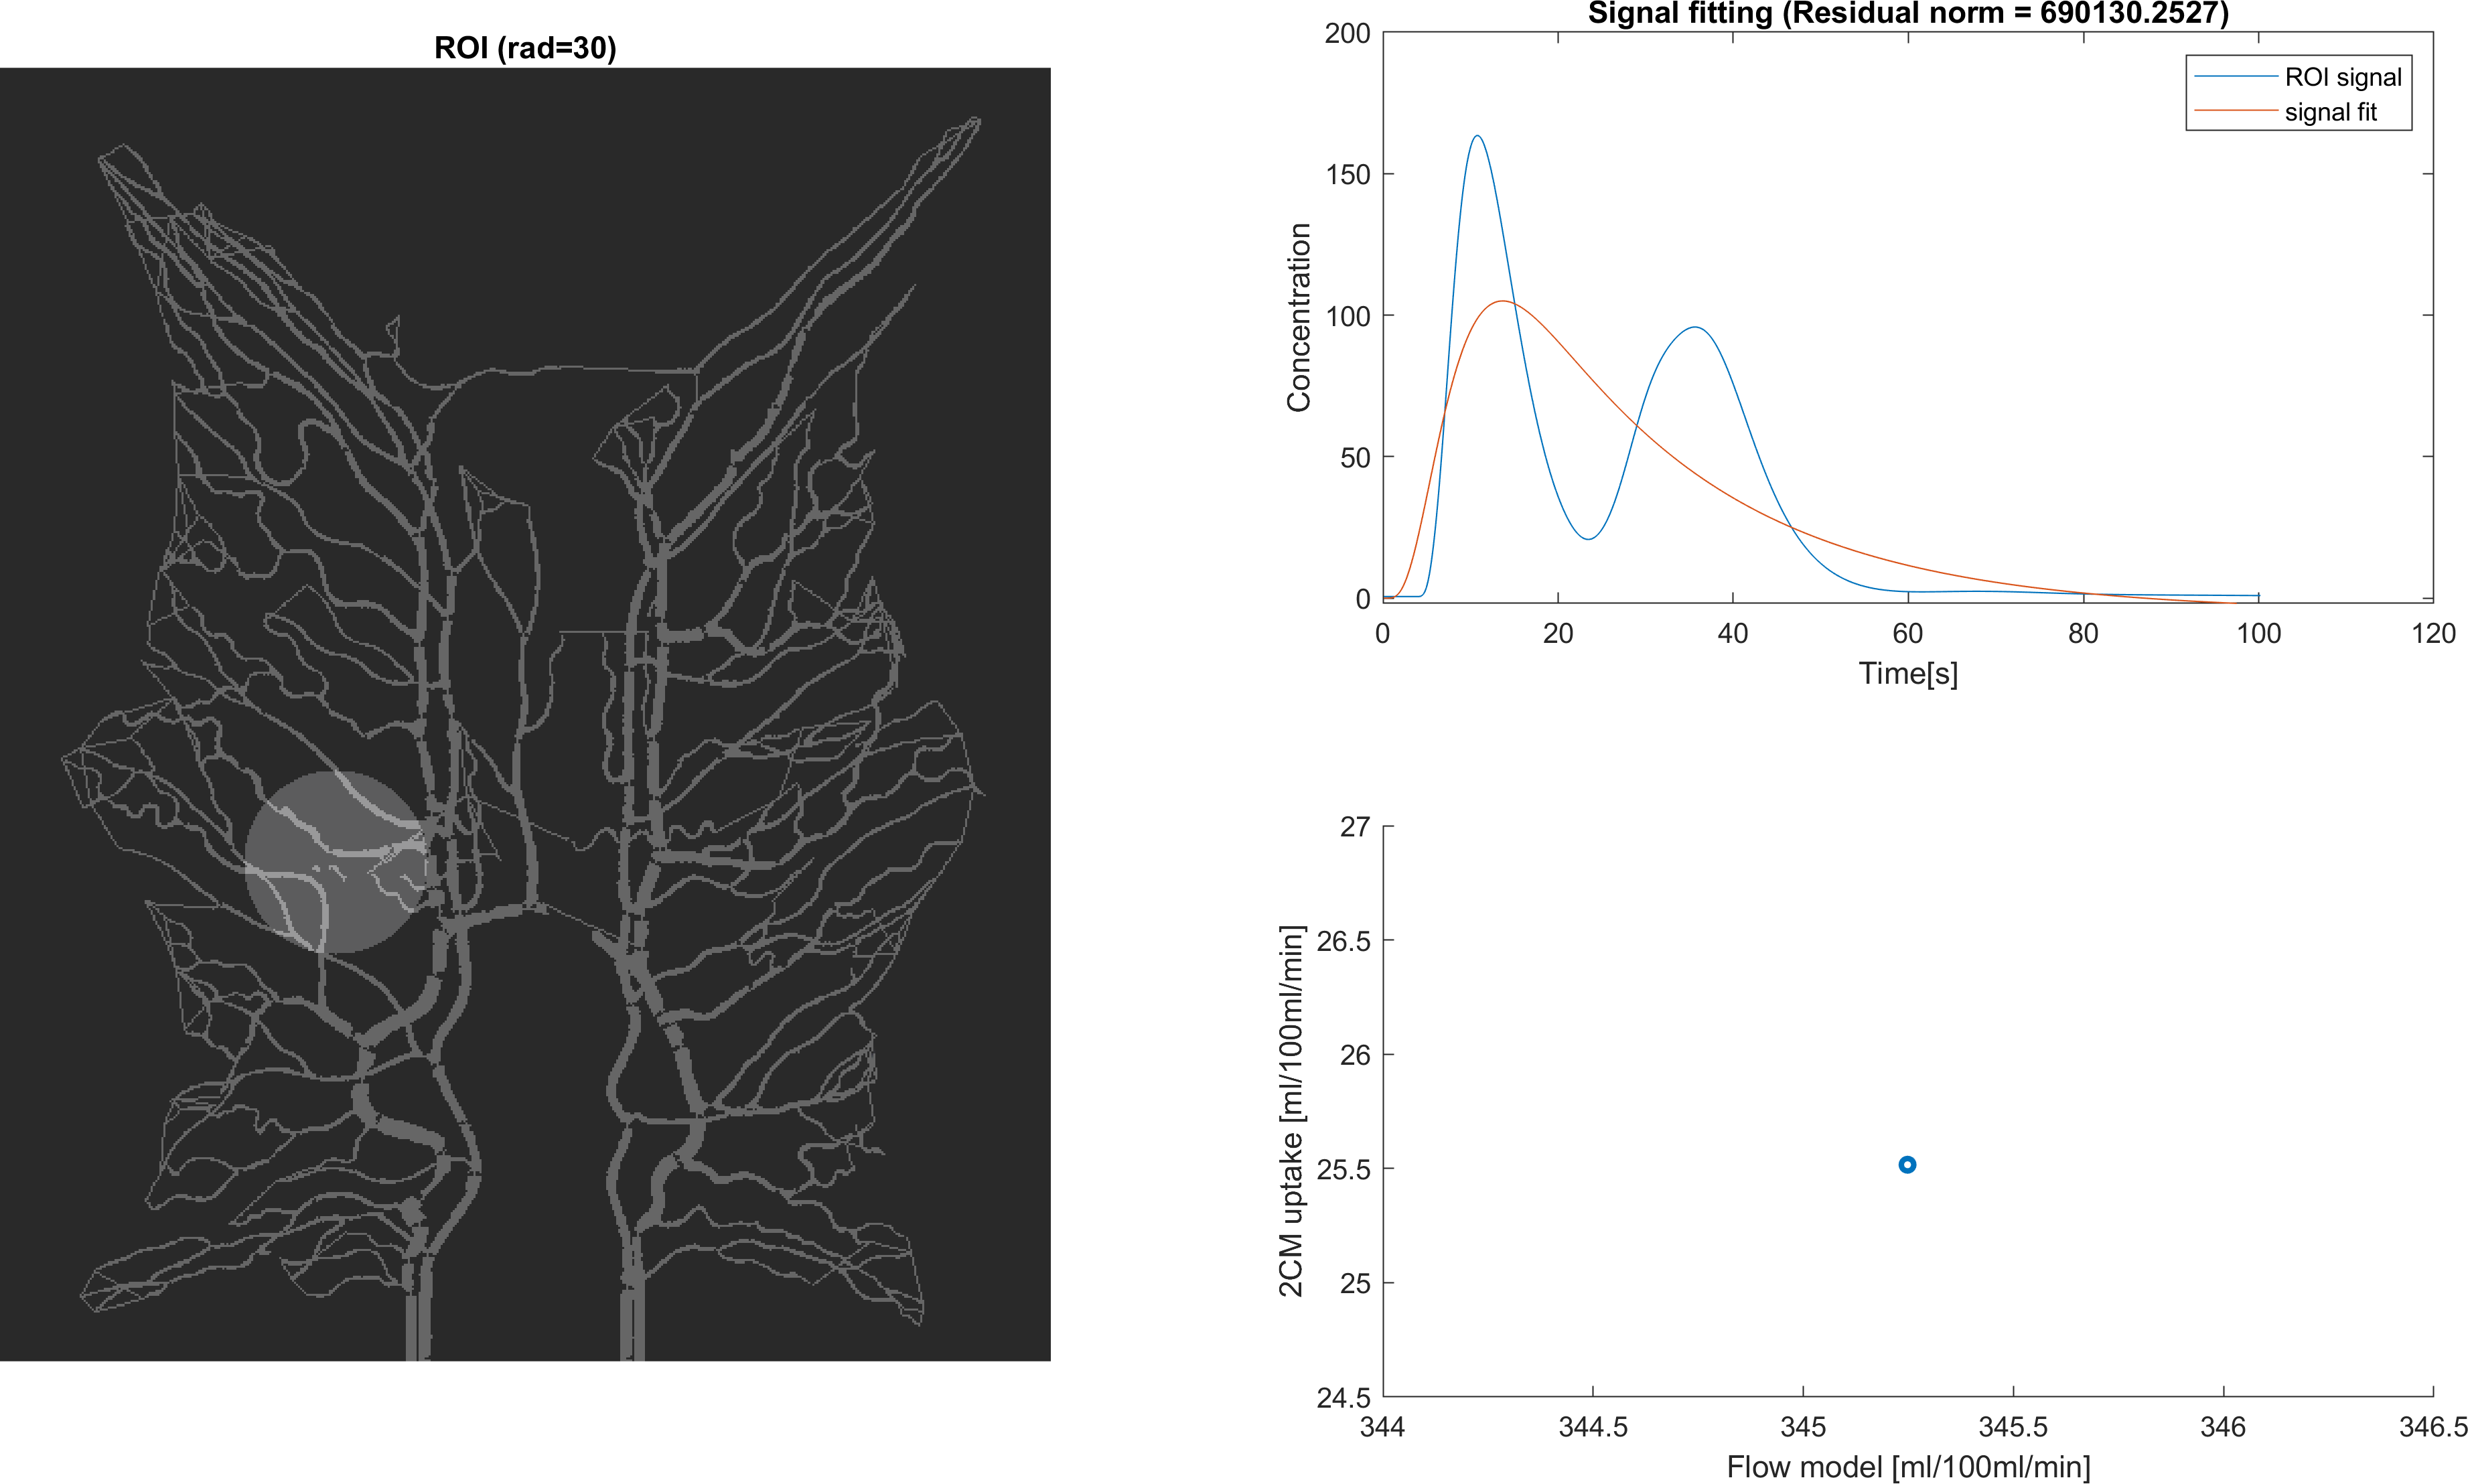 ROI (rad=30)
Signal fitting (Residual norm = 690130.2527)
200
150
100
50
0
Concentration
ROI signal
signal fit
0 20 40 60 80 100 120
Time[s]
27
26.5
26
25.5
25
24.5
2CM uptake [ml/100ml/min]
344 344.5 345 345.5 346 346.5
Flow model [ml/100ml/min]